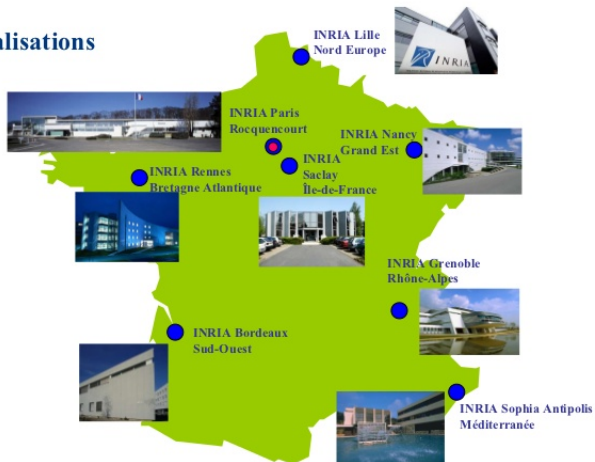 alisations
INRIA Lille
Nord Europe
INRIA
INRIA Paris
Rocquencourt
INRIA Nancy
Grand Est
INRIA
Saclay
Île-de-France
INRIA Rennes
Bretagne Atlantique
INRIA Grenoble
Rhône-Alpes
INRIA Bordeaux
Sud-Ouest
INRIA Sophia Antipolis
Méditerranée